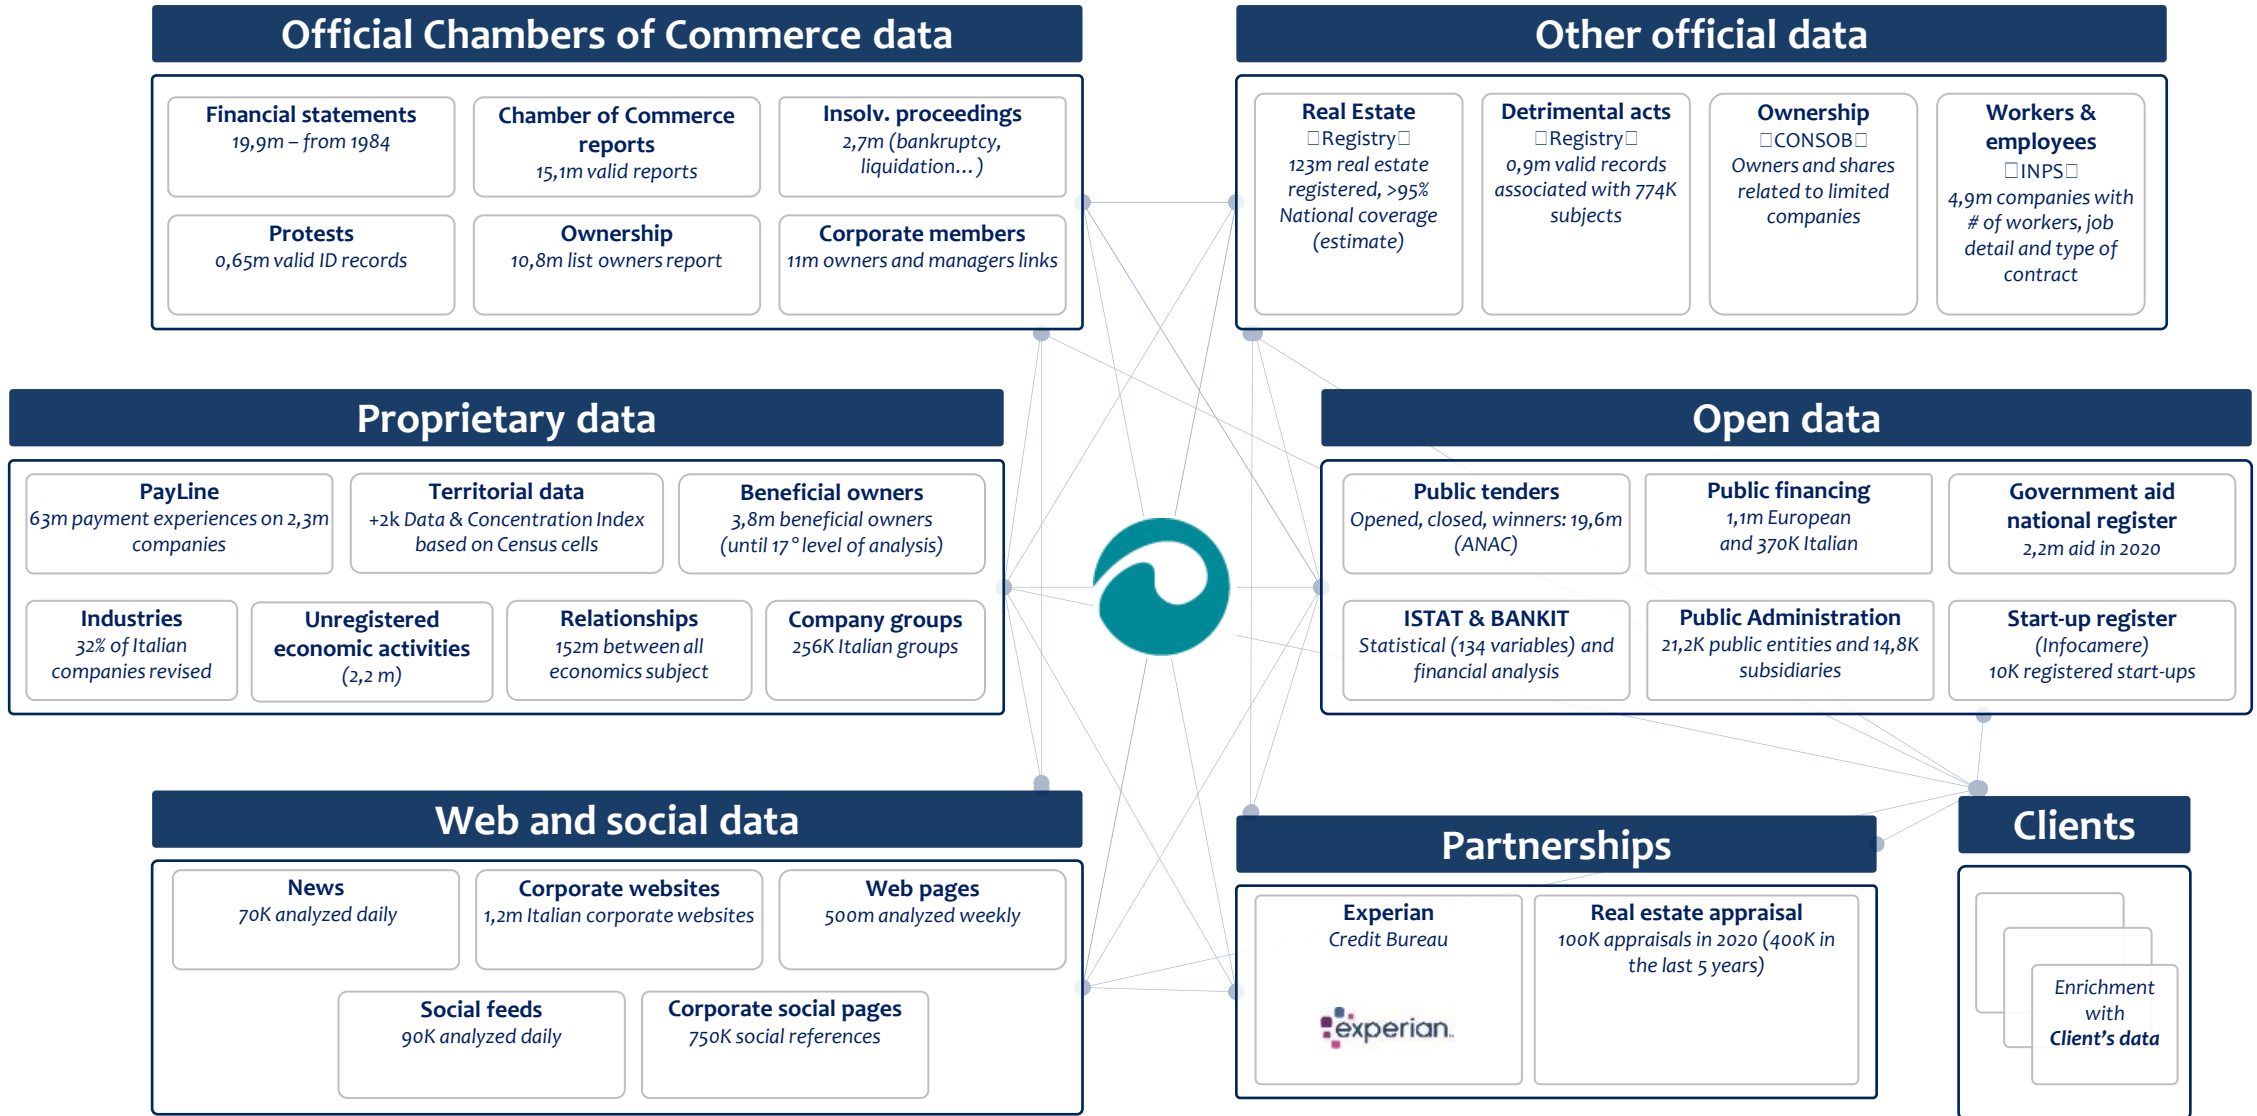 Official Chambers of Commerce data
Financial statements
19,9m – from 1984
Chamber of Commerce
reports
15,1m valid reports
Insolv. proceedings
2,7m (bankruptcy,
liquidation…)
Protests
0,65m valid ID records
Ownership
10,8m list owners report
Corporate members
11m owners and managers links
Other official data
Real Estate
□Registry□
123m real estate
registered, >95%
National coverage
(estimate)
Detrimental acts
□Registry□
0,9m valid records
associated with 774K
subjects
Ownership
□CONSOB□
Owners and shares
related to limited
companies
Workers &
employees
□INPS□
4,9m companies with
# of workers, job
detail and type of
contract
Proprietary data
PayLine
63m payment experiences on 2,3m
companies
Territorial data
+2k Data & Concentration Index
based on Census cells
Beneficial owners
3,8m beneficial owners
(until 17° level of analysis)
Industries
32% of Italian
companies revised
Unregistered
economic activities
(2,2 m)
Relationships
152m between all
economics subject
Company groups
256K Italian groups
Open data
Public tenders
Opened, closed, winners: 19,6m
(ANAC)
Public financing
1,1m European
and 370K Italian
Government aid
national register
2,2m aid in 2020
ISTAT & BANKIT
Statistical (134 variables) and
financial analysis
Public Administration
21,2K public entities and 14,8K
subsidiaries
Start-up register
(Infocamere)
10K registered start-ups
Web and social data
News
70K analyzed daily
Corporate websites
1,2m Italian corporate websites
Web pages
500m analyzed weekly
Social feeds
90K analyzed daily
Corporate social pages
750K social references
Partnerships
Experian
Credit Bureau
experian.
Real estate appraisal
100K appraisals in 2020 (400K in
the last 5 years)
Clients
Enrichment
with
Client's data